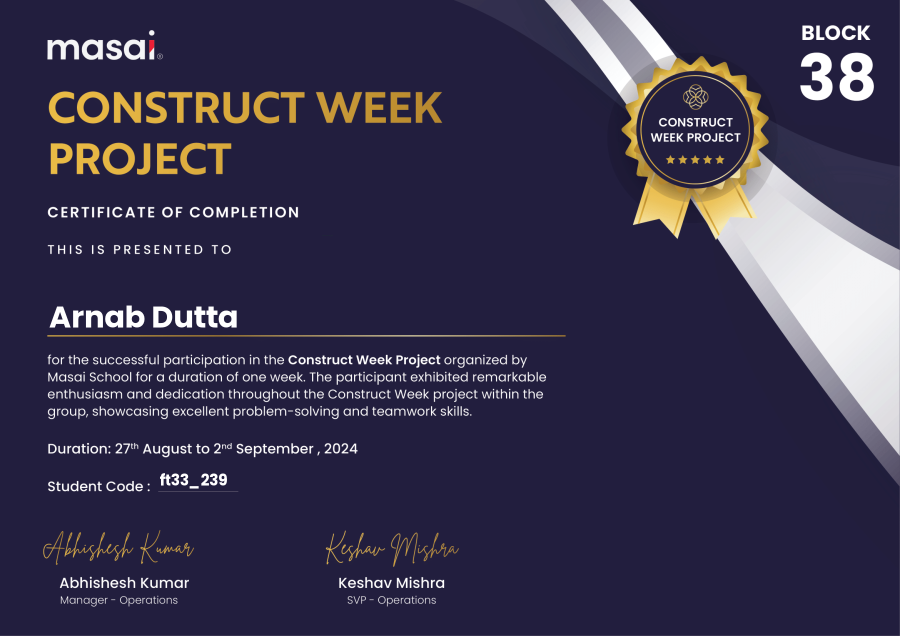 masai®
BLOCK
38
CONSTRUCT WEEK
PROJECT
CONSTRUCT
WEEK PROJECT
CERTIFICATE OF COMPLETION
THIS IS PRESENTED TO
Arnab Dutta
for the successful participation in the Construct Week Project organized by
Masai School for a duration of one week. The participant exhibited remarkable
enthusiasm and dedication throughout the Construct Week project within the
group, showcasing excellent problem-solving and teamwork skills.
Duration: 27th August to 2nd September , 2024
Student Code : ft33_239
Abhishesh Kumar
Keshav Mishra
Abhishesh Kumar
Keshav Mishra
Manager - Operations
SVP - Operations